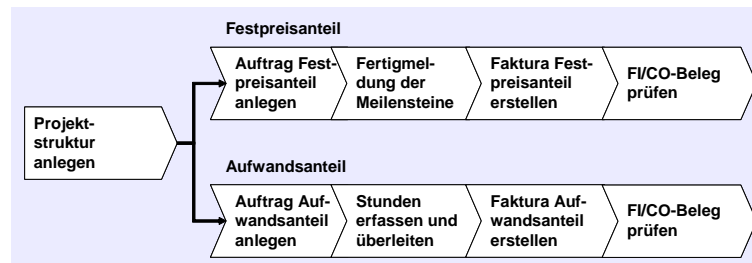 Festpreisanteil
Auftrag Fest-
preisanteil
anlegen
Fertigmel-
dung der
Meilensteine
Faktura Fest-
preisanteil
erstellen
FI/CO-Beleg
prüfen
Projekt-
struktur
anlegen
Aufwandsanteil
Auftrag Auf-
wandsanteil
anlegen
Stunden
erfassen und
überleiten
Faktura Auf-
wandsanteil
erstellen
FI/CO-Beleg
prüfen